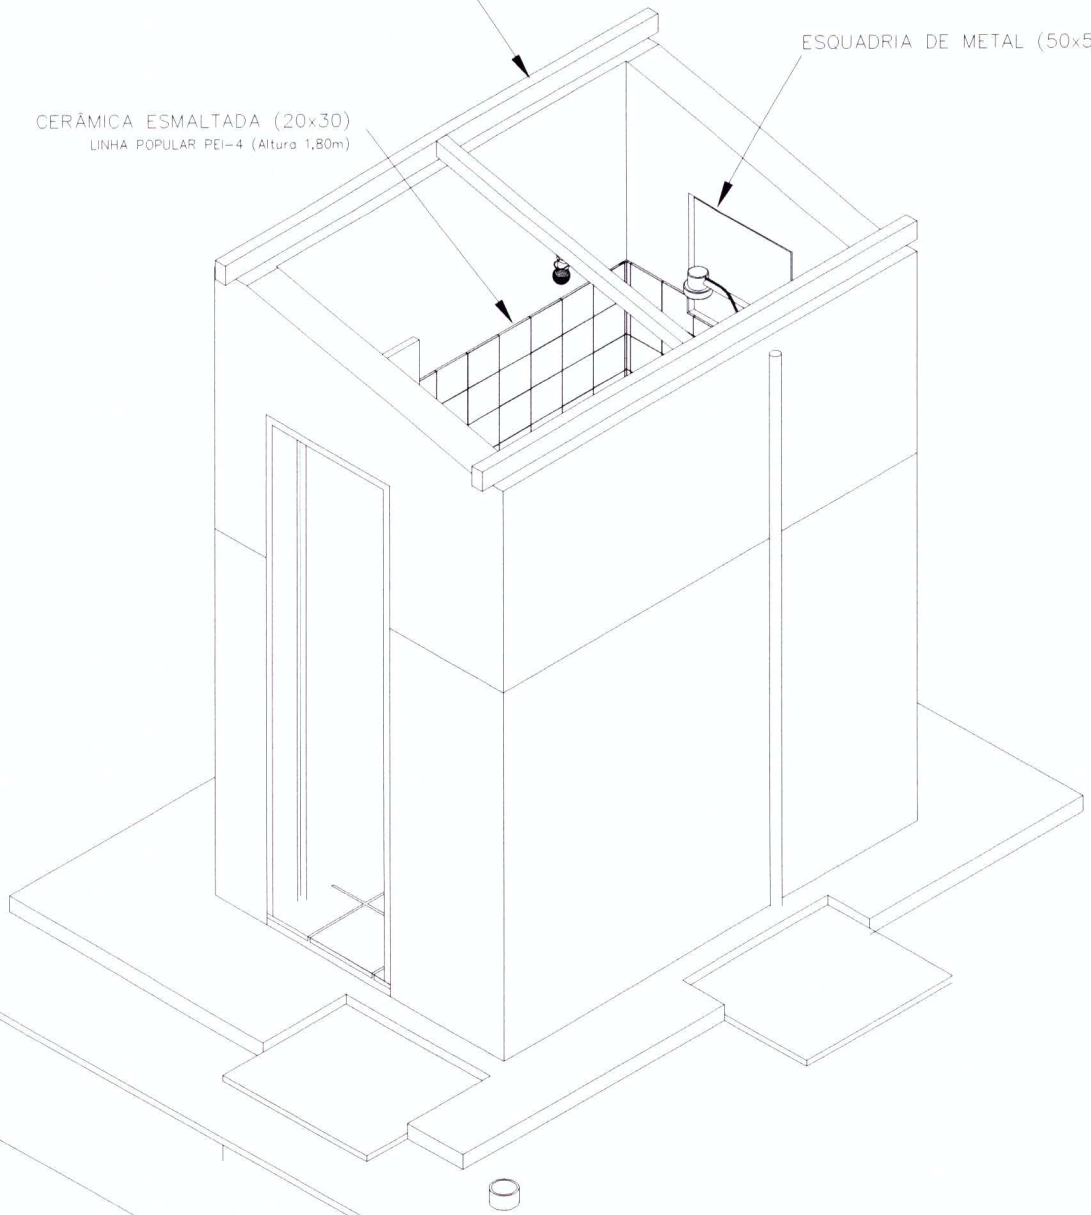 ESQUADRIA DE METAL (50x5
CERÂMICA ESMALTADA (20x30)
LINHA POPULAR PEI-4 (Altura 1,80m)